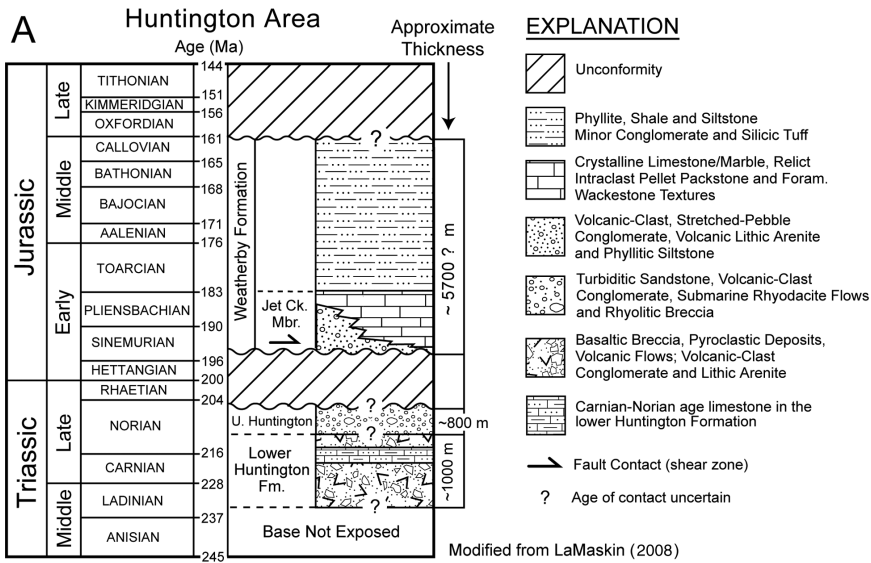 A
Huntington Area
Age (Ma)
Approximate
Thickness
Jurassic
Late
TITHONIAN
KIMMERIDGIAN
OXFORDIAN
Middle
CALLOVIAN
BATHONIAN
BAJOCIAN
AALENIAN
Early
TOARCIAN
PLIENSBACHIAN
SINEMURIAN
HETTANGIAN
Triassic
Late
RHAETIAN
NORIAN
CARNIAN
Middle
LADINIAN
ANISIAN
144
151
156
161
165
168
171
176
183
190
196
200
204
216
228
237
245
?
Weatherby Formation
Jet Ck.
Mbr.
?
U. Huntington
?
Lower
Huntington
Fm.
?
Base Not Exposed
~ 5700 ? m
~800 m
~1000 m
EXPLANATION
Unconformity
Phyllite, Shale and Siltstone
Minor Conglomerate and Silicic Tuff
Crystalline Limestone/Marble, Relict
Intraclast Pellet Packstone and Foram.
Wackestone Textures
Volcanic-Clast, Stretched-Pebble
Conglomerate, Volcanic Lithic Arenite
and Phyllitic Siltstone
Turbiditic Sandstone, Volcanic-Clast
Conglomerate, Submarine Rhyodacite Flows
and Rhyolitic Breccia
Basaltic Breccia, Pyroclastic Deposits,
Volcanic Flows; Volcanic-Clast
Conglomerate and Lithic Arenite
Carnian-Norian age limestone in the
lower Huntington Formation
Fault Contact (shear zone)
? Age of contact uncertain
Modified from LaMaskin (2008)